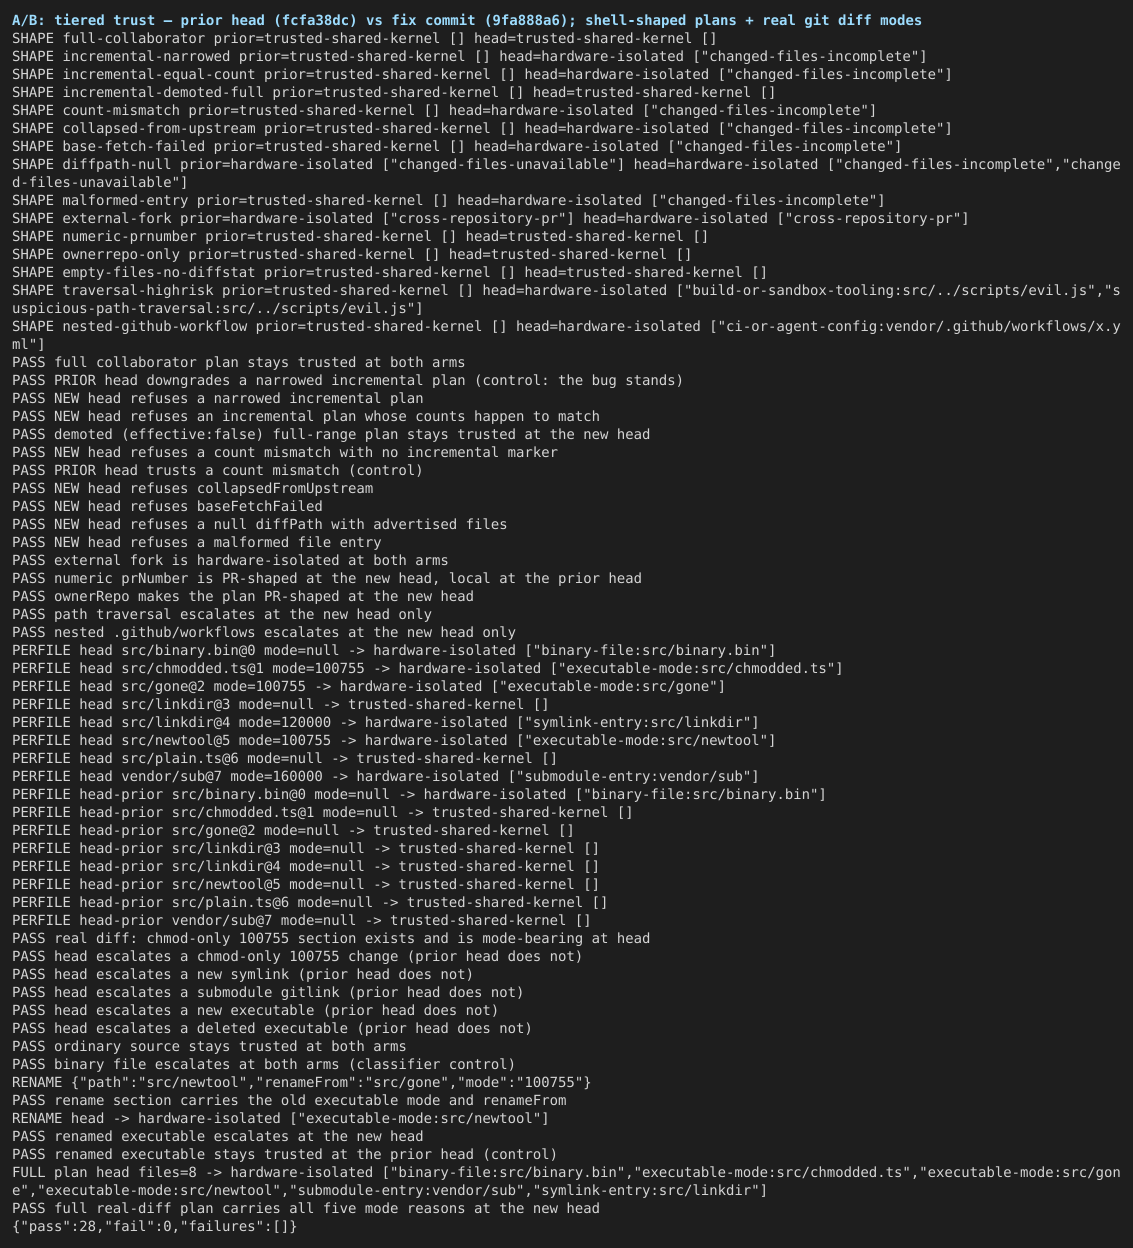 A/B: tiered trust — prior head (fcfa38dc) vs fix commit (9fa888a6); shell-shaped plans + real git diff modes
SHAPE full-collaborator prior=trusted-shared-kernel [] head=trusted-shared-kernel []
SHAPE incremental-narrowed prior=trusted-shared-kernel [] head=hardware-isolated ["changed-files-incomplete"]
SHAPE incremental-equal-count prior=trusted-shared-kernel [] head=hardware-isolated ["changed-files-incomplete"]
SHAPE incremental-demoted-full prior=trusted-shared-kernel [] head=trusted-shared-kernel []
SHAPE count-mismatch prior=trusted-shared-kernel [] head=hardware-isolated ["changed-files-incomplete"]
SHAPE collapsed-from-upstream prior=trusted-shared-kernel [] head=hardware-isolated ["changed-files-incomplete"]
SHAPE base-fetch-failed prior=trusted-shared-kernel [] head=hardware-isolated ["changed-files-incomplete"]
SHAPE diffpath-null prior=hardware-isolated ["changed-files-unavailable"] head=hardware-isolated ["changed-files-incomplete","change
d-files-unavailable"]
SHAPE malformed-entry prior=trusted-shared-kernel [] head=hardware-isolated ["changed-files-incomplete"]
SHAPE external-fork prior=hardware-isolated ["cross-repository-pr"] head=hardware-isolated ["cross-repository-pr"]
SHAPE numeric-prnumber prior=trusted-shared-kernel [] head=trusted-shared-kernel []
SHAPE ownerrepo-only prior=trusted-shared-kernel [] head=trusted-shared-kernel []
SHAPE empty-files-no-diffstat prior=trusted-shared-kernel [] head=trusted-shared-kernel []
SHAPE traversal-highrisk prior=trusted-shared-kernel [] head=hardware-isolated ["build-or-sandbox-tooling:src/../scripts/evil.js","s
uspicious-path-traversal:src/../scripts/evil.js"]
SHAPE nested-github-workflow prior=trusted-shared-kernel [] head=hardware-isolated ["ci-or-agent-config:vendor/.github/workflows/x.y
ml"]
PASS full collaborator plan stays trusted at both arms
PASS PRIOR head downgrades a narrowed incremental plan (control: the bug stands)
PASS NEW head refuses a narrowed incremental plan
PASS NEW head refuses an incremental plan whose counts happen to match
PASS demoted (effective:false) full-range plan stays trusted at the new head
PASS NEW head refuses a count mismatch with no incremental marker
PASS PRIOR head trusts a count mismatch (control)
PASS NEW head refuses collapsedFromUpstream
PASS NEW head refuses baseFetchFailed
PASS NEW head refuses a null diffPath with advertised files
PASS NEW head refuses a malformed file entry
PASS external fork is hardware-isolated at both arms
PASS numeric prNumber is PR-shaped at the new head, local at the prior head
PASS ownerRepo makes the plan PR-shaped at the new head
PASS path traversal escalates at the new head only
PASS nested .github/workflows escalates at the new head only
PERFILE head src/binary.bin@0 mode=null -> hardware-isolated ["binary-file:src/binary.bin"]
PERFILE head src/chmodded.ts@1 mode=100755 -> hardware-isolated ["executable-mode:src/chmodded.ts"]
PERFILE head src/gone@2 mode=100755 -> hardware-isolated ["executable-mode:src/gone"]
PERFILE head src/linkdir@3 mode=null -> trusted-shared-kernel []
PERFILE head src/linkdir@4 mode=120000 -> hardware-isolated ["symlink-entry:src/linkdir"]
PERFILE head src/newtool@5 mode=100755 -> hardware-isolated ["executable-mode:src/newtool"]
PERFILE head src/plain.ts@6 mode=null -> trusted-shared-kernel []
PERFILE head vendor/sub@7 mode=160000 -> hardware-isolated ["submodule-entry:vendor/sub"]
PERFILE head-prior src/binary.bin@0 mode=null -> hardware-isolated ["binary-file:src/binary.bin"]
PERFILE head-prior src/chmodded.ts@1 mode=null -> trusted-shared-kernel []
PERFILE head-prior src/gone@2 mode=null -> trusted-shared-kernel []
PERFILE head-prior src/linkdir@3 mode=null -> trusted-shared-kernel []
PERFILE head-prior src/linkdir@4 mode=null -> trusted-shared-kernel []
PERFILE head-prior src/newtool@5 mode=null -> trusted-shared-kernel []
PERFILE head-prior src/plain.ts@6 mode=null -> trusted-shared-kernel []
PERFILE head-prior vendor/sub@7 mode=null -> trusted-shared-kernel []
PASS real diff: chmod-only 100755 section exists and is mode-bearing at head
PASS head escalates a chmod-only 100755 change (prior head does not)
PASS head escalates a new symlink (prior head does not)
PASS head escalates a submodule gitlink (prior head does not)
PASS head escalates a new executable (prior head does not)
PASS head escalates a deleted executable (prior head does not)
PASS ordinary source stays trusted at both arms
PASS binary file escalates at both arms (classifier control)
RENAME {"path":"src/newtool","renameFrom":"src/gone","mode":"100755"}
PASS rename section carries the old executable mode and renameFrom
RENAME head -> hardware-isolated ["executable-mode:src/newtool"]
PASS renamed executable escalates at the new head
PASS renamed executable stays trusted at the prior head (control)
FULL plan head files=8 -> hardware-isolated ["binary-file:src/binary.bin","executable-mode:src/chmodded.ts","executable-mode:src/gon
e","executable-mode:src/newtool","submodule-entry:vendor/sub","symlink-entry:src/linkdir"]
PASS full real-diff plan carries all five mode reasons at the new head
{"pass":28,"fail":0,"failures":[]}